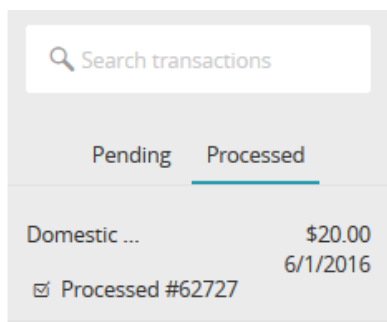 Search transactions
Pending Processed
Domestic ... $20.00
6/1/2016
Processed #62727